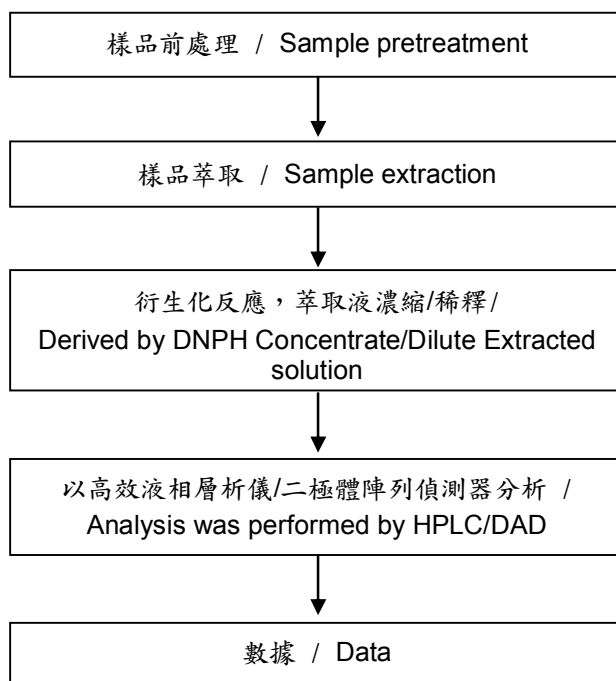 樣品前處理 / Sample pretreatment
樣品萃取 / Sample extraction
衍生化反應，萃取液濃縮/稀釋/
Derived by DNPH Concentrate/Dilute Extracted
solution
以高效液相層析儀/二極體陣列偵測器分析 /
Analysis was performed by HPLC/DAD
數據 / Data